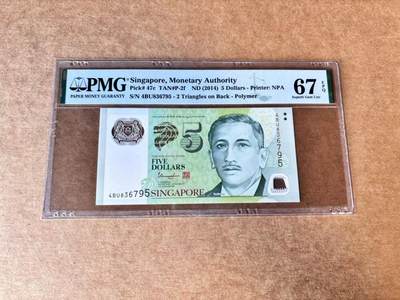 PMG
PAPER MONEY GUARANTY
Singapore, Monetary Authority
Pick# 47e TAN#P-2f ND (2014) 5 Dollars - Printer: NPA
S/N 4BU836795 - 2 Triangles on Back - Polymer
67 EPQ
Superb Gem Unc
5
4BU836795
FIVE
DOLLARS
4BU836795
SINGAPORE